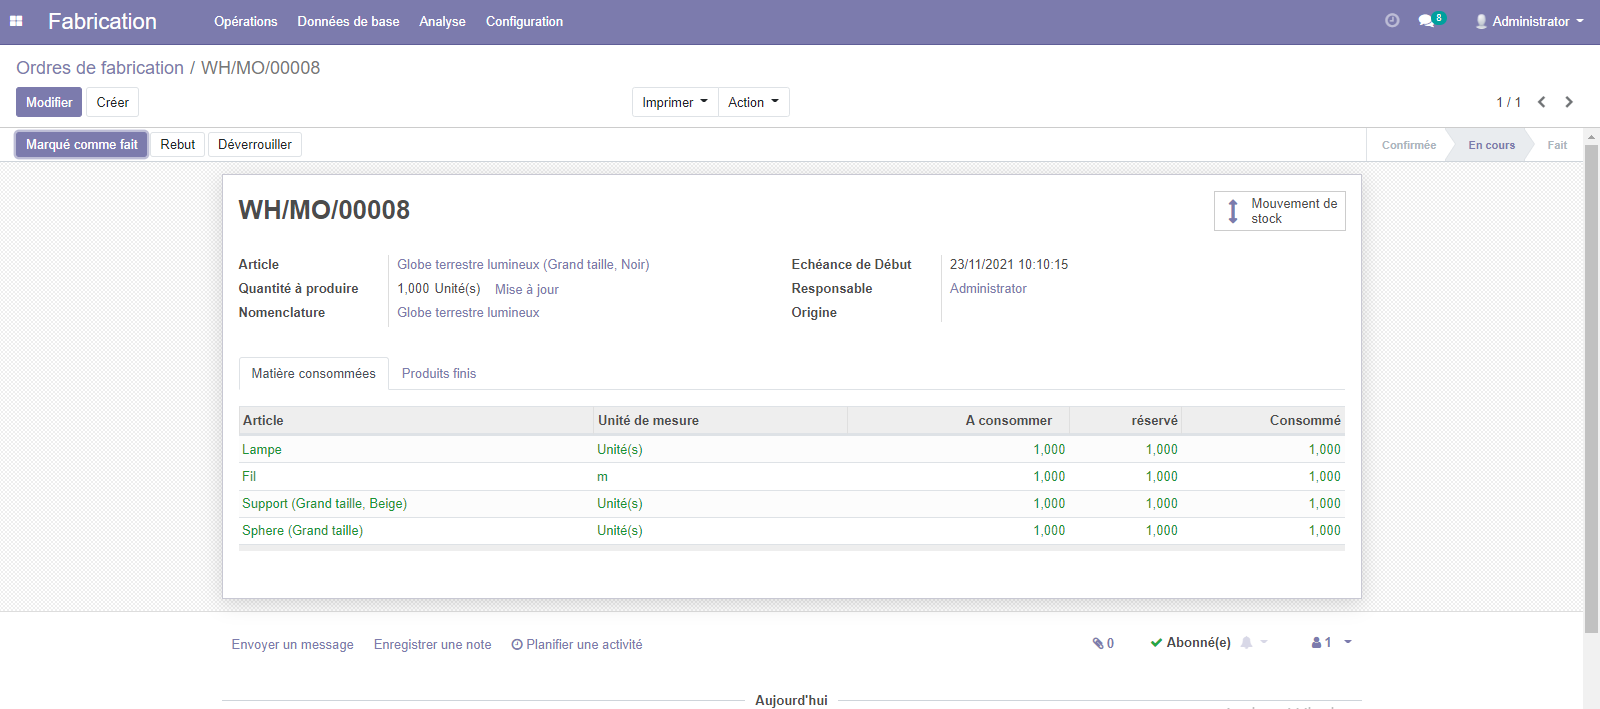 Fabrication Opérations Données de base Analyse Configuration 8 Administrator
Ordres de fabrication / WH/MO/00008
Modifier Créer Imprimer Action 1 / 1
Marqué comme fait Rebut Déverrouiller Confirmée En cours Fait
WH/MO/00008
Mouvement de
stock
Article Globe terrestre lumineux (Grand taille, Noir) Echéance de Début 23/11/2021 10:10:15
Quantité à produire 1,000 Unité(s) Mise à jour Responsable Administrator
Nomenclature Globe terrestre lumineux Origine
Matière consommées Produits finis
Article Unité de mesure A consommer réservé Consommé
Lampe Unité(s) 1,000 1,000 1,000
Fil m 1,000 1,000 1,000
Support (Grand taille, Beige) Unité(s) 1,000 1,000 1,000
Sphere (Grand taille) Unité(s) 1,000 1,000 1,000
Envoyer un message Enregistrer une note Planifier une activité 0 Abonné(e) 1
Aujourd'hui